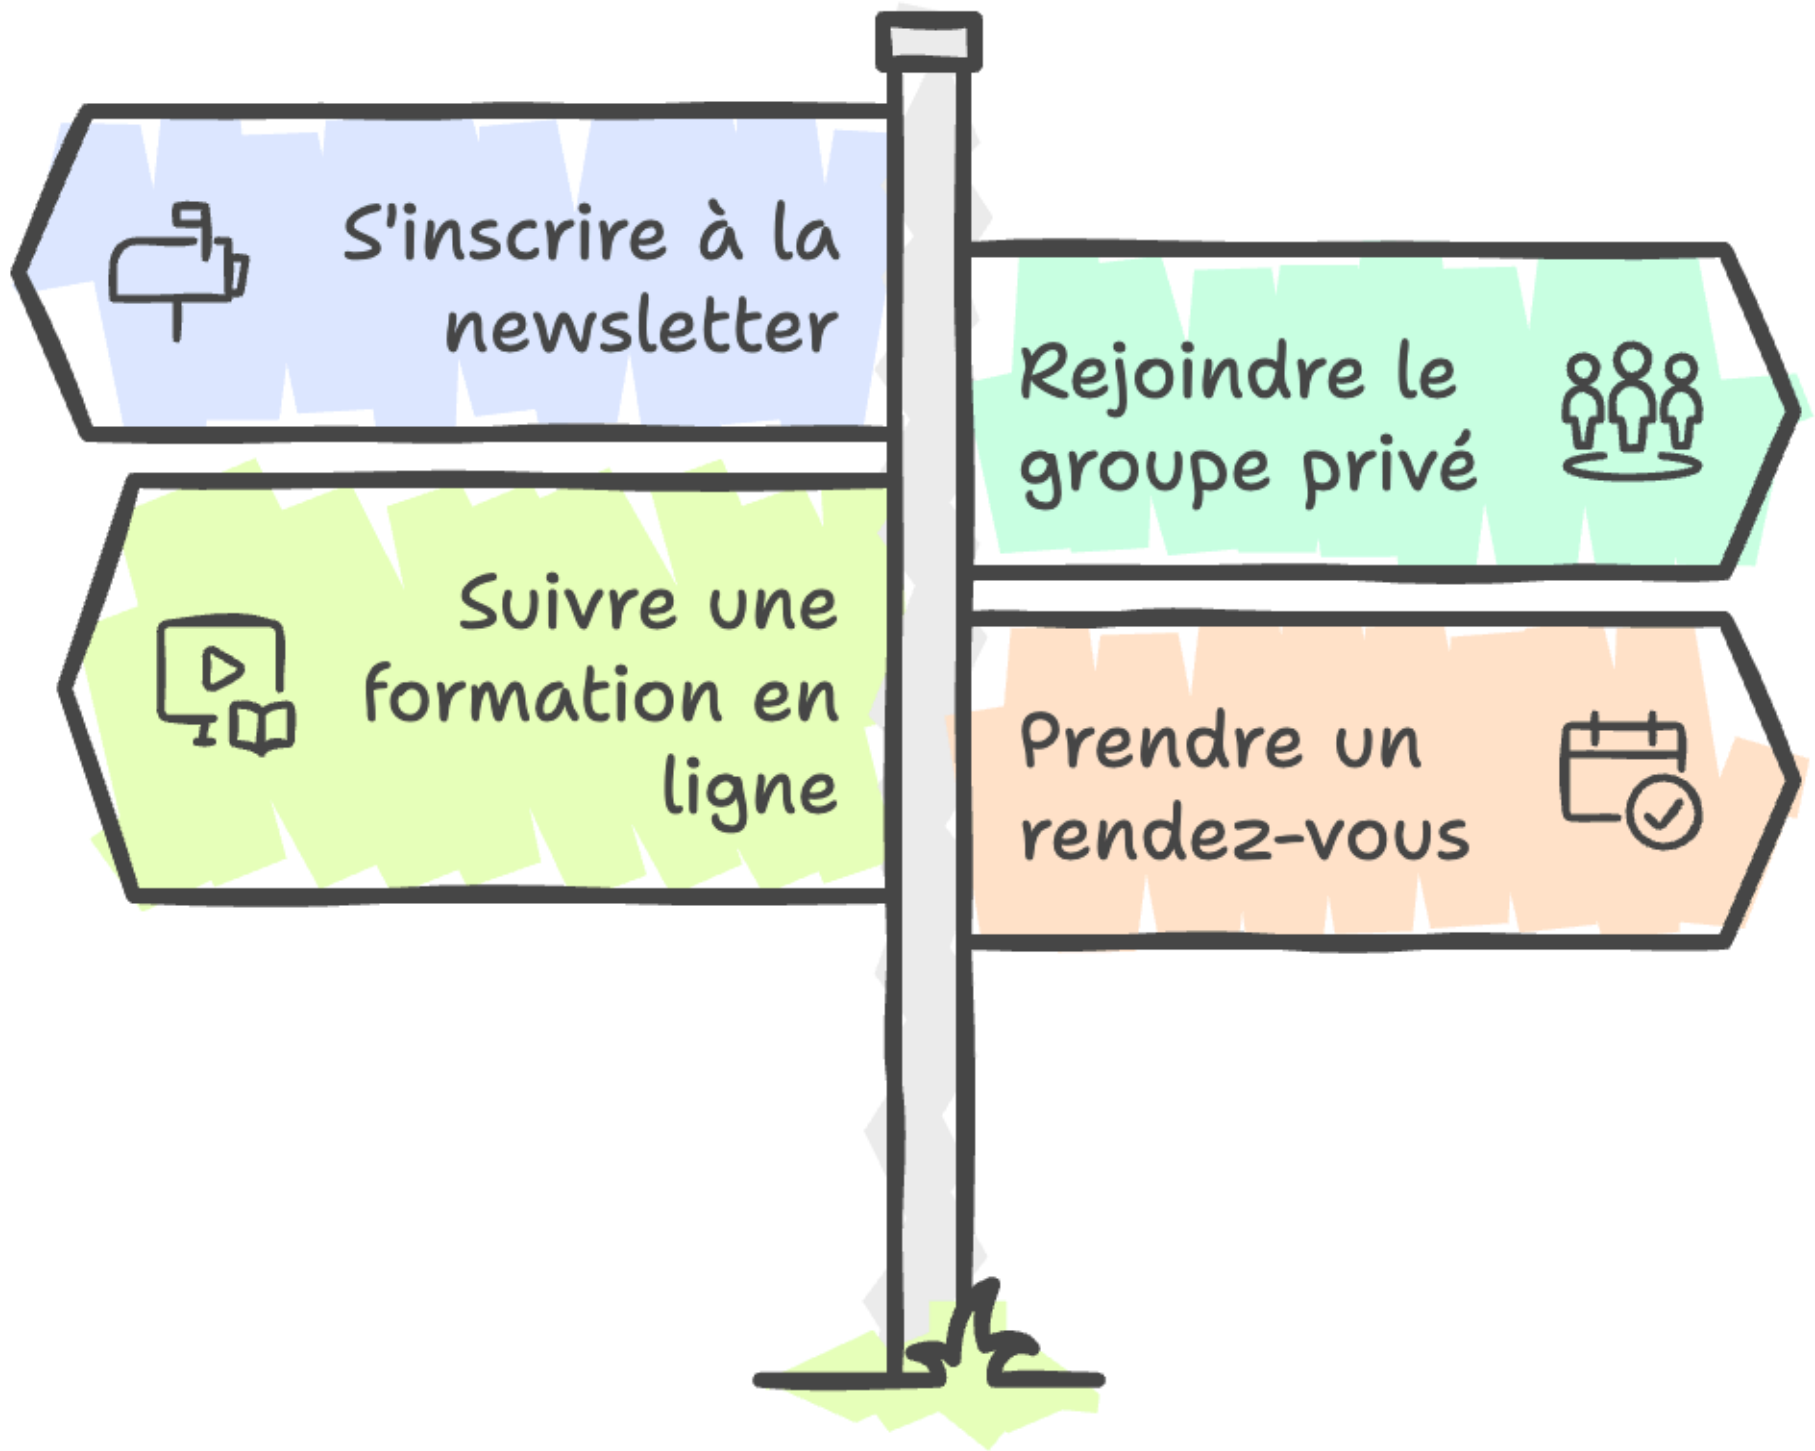 S'inscrire à la
newsletter
Rejoindre le
groupe privé
Suivre une
formation en
ligne
Prendre un
rendez-vous